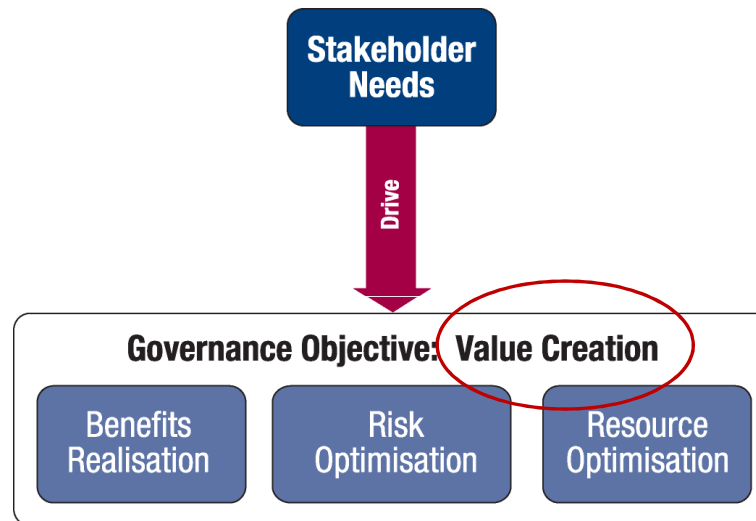 Stakeholder
Needs
Drive
Governance Objective: Value Creation
Benefits
Realisation
Risk
Optimisation
Resource
Optimisation